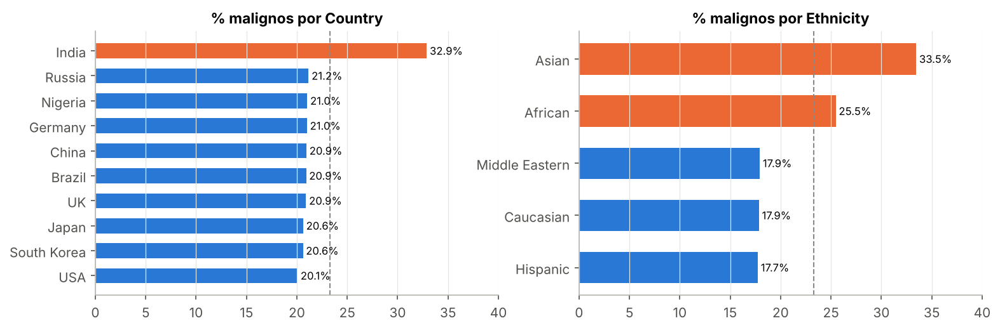 % malignos por Country
India 32.9%
Russia 21.2%
Nigeria 21.0%
Germany 21.0%
China 20.9%
Brazil 20.9%
UK 20.9%
Japan 20.6%
South Korea 20.6%
USA 20.1%
0 5 10 15 20 25 30 35 40
% malignos por Ethnicity
Asian 33.5%
African 25.5%
Middle Eastern 17.9%
Caucasian 17.9%
Hispanic 17.7%
0 5 10 15 20 25 30 35 40